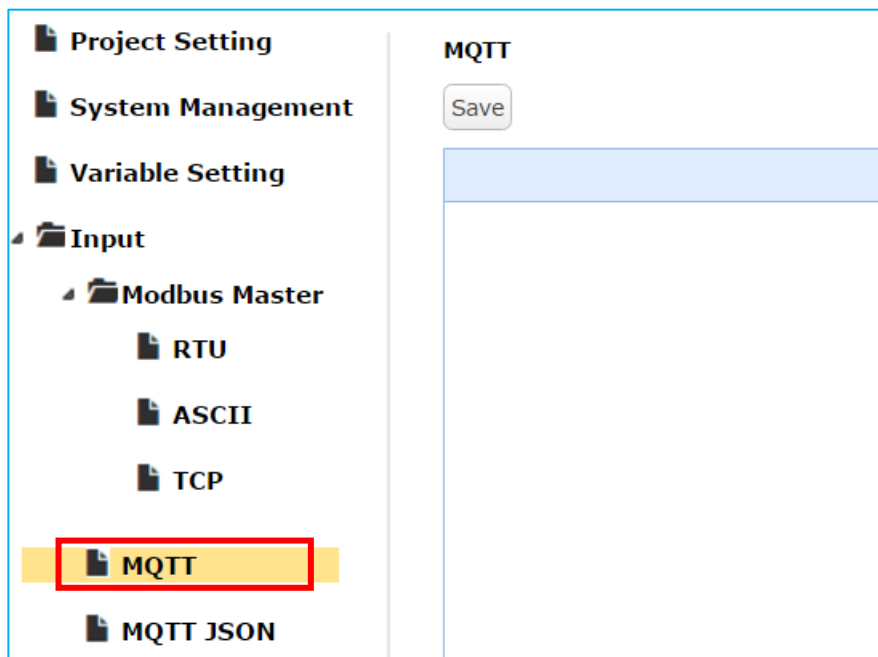 Project Setting
System Management
Variable Setting
Input
Modbus Master
RTU
ASCII
TCP
MQTT
MQTT JSON
MQTT
Save